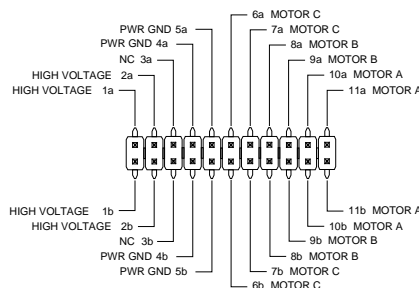 6a MOTOR C
PWR GND 5a
7a MOTOR C
PWR GND 4a
8a MOTOR B
NC 3a
9a MOTOR B
HIGH VOLTAGE 2a
10a MOTOR A
HIGH VOLTAGE 1a
11a MOTOR A
HIGH VOLTAGE 1b
11b MOTOR A
HIGH VOLTAGE 2b
10b MOTOR A
NC 3b
9b MOTOR B
PWR GND 4b
8b MOTOR B
PWR GND 5b
7b MOTOR C
6b MOTOR C